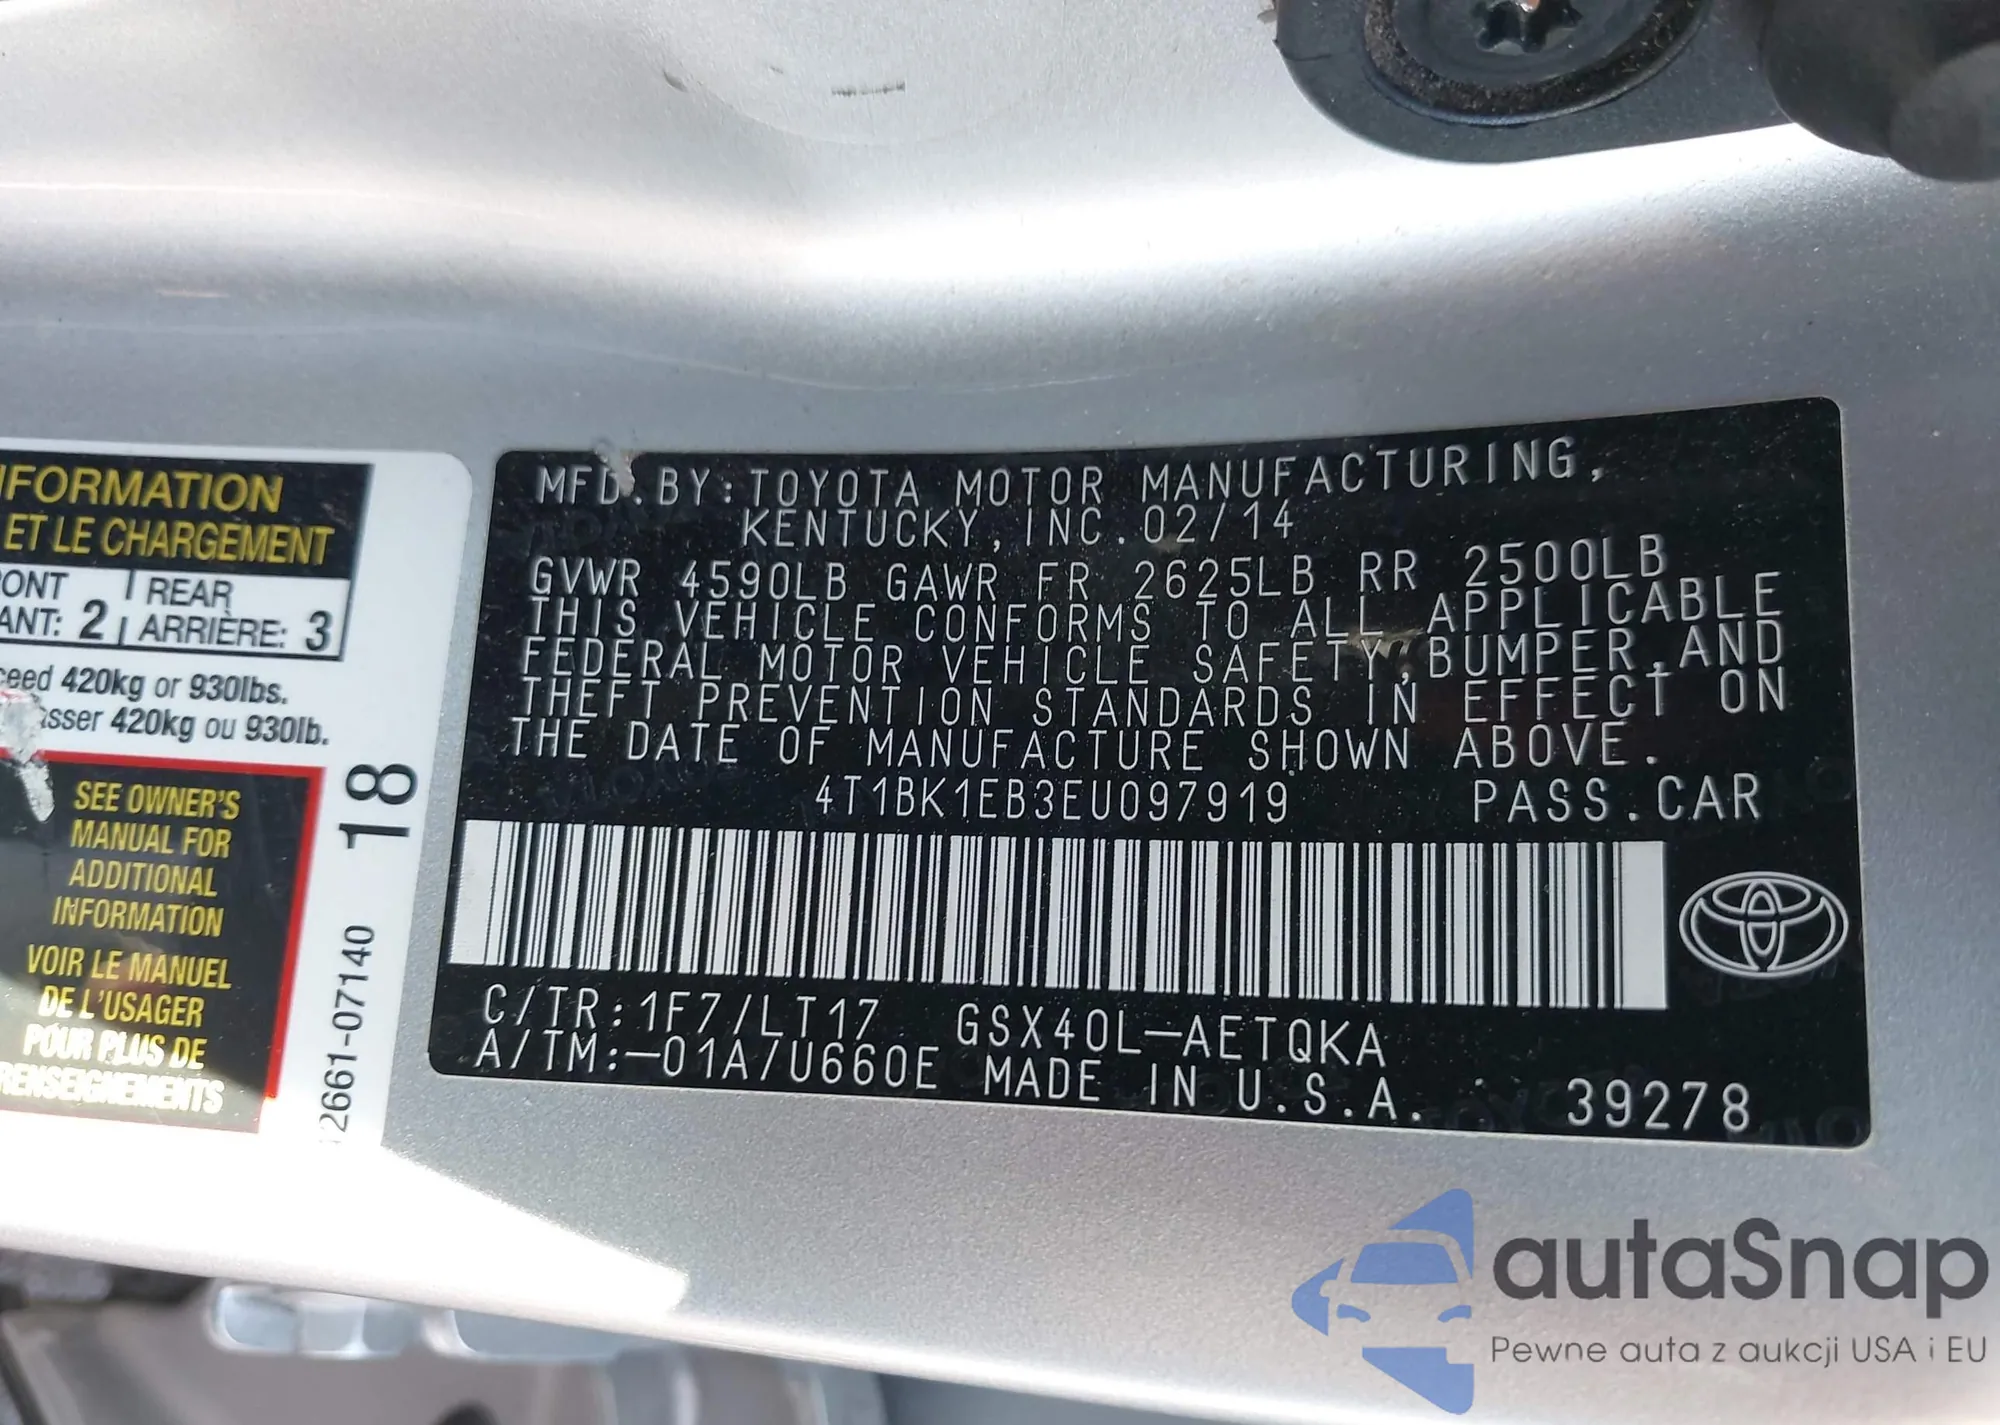 INFORMATION
ET LE CHARGEMENT
REAR
ANT: 2 ARRIÈRE: 3
420kg or 930lbs.
420kg ou 930lb.
SEE OWNER'S
MANUAL FOR
ADDITIONAL
INFORMATION
VOIR LE MANUEL
DE L'USAGER
POUR PLUS DE
RENSEIGNEMENTS
18
2661-07140
MFD.BY:TOYOTA MOTOR MANUFACTURING,
KENTUCKY,INC.02/14
GVWR 4590LB GAWR FR 2625LB RR 2500LB
THIS VEHICLE CONFORMS TO ALL APPLICABLE
FEDERAL MOTOR VEHICLE SAFETY,BUMPER,AND
THEFT PREVENTION STANDARDS IN EFFECT ON
THE DATE OF MANUFACTURE SHOWN ABOVE.
4T1BK1EB3EU097919 PASS.CAR
C/TR:1F7/LT17 GSX40L-AETQKA
A/TM:-01A/U660E MADE IN U.S.A. 39278
autaSnap
Pewne auta z aukcji USA i EU